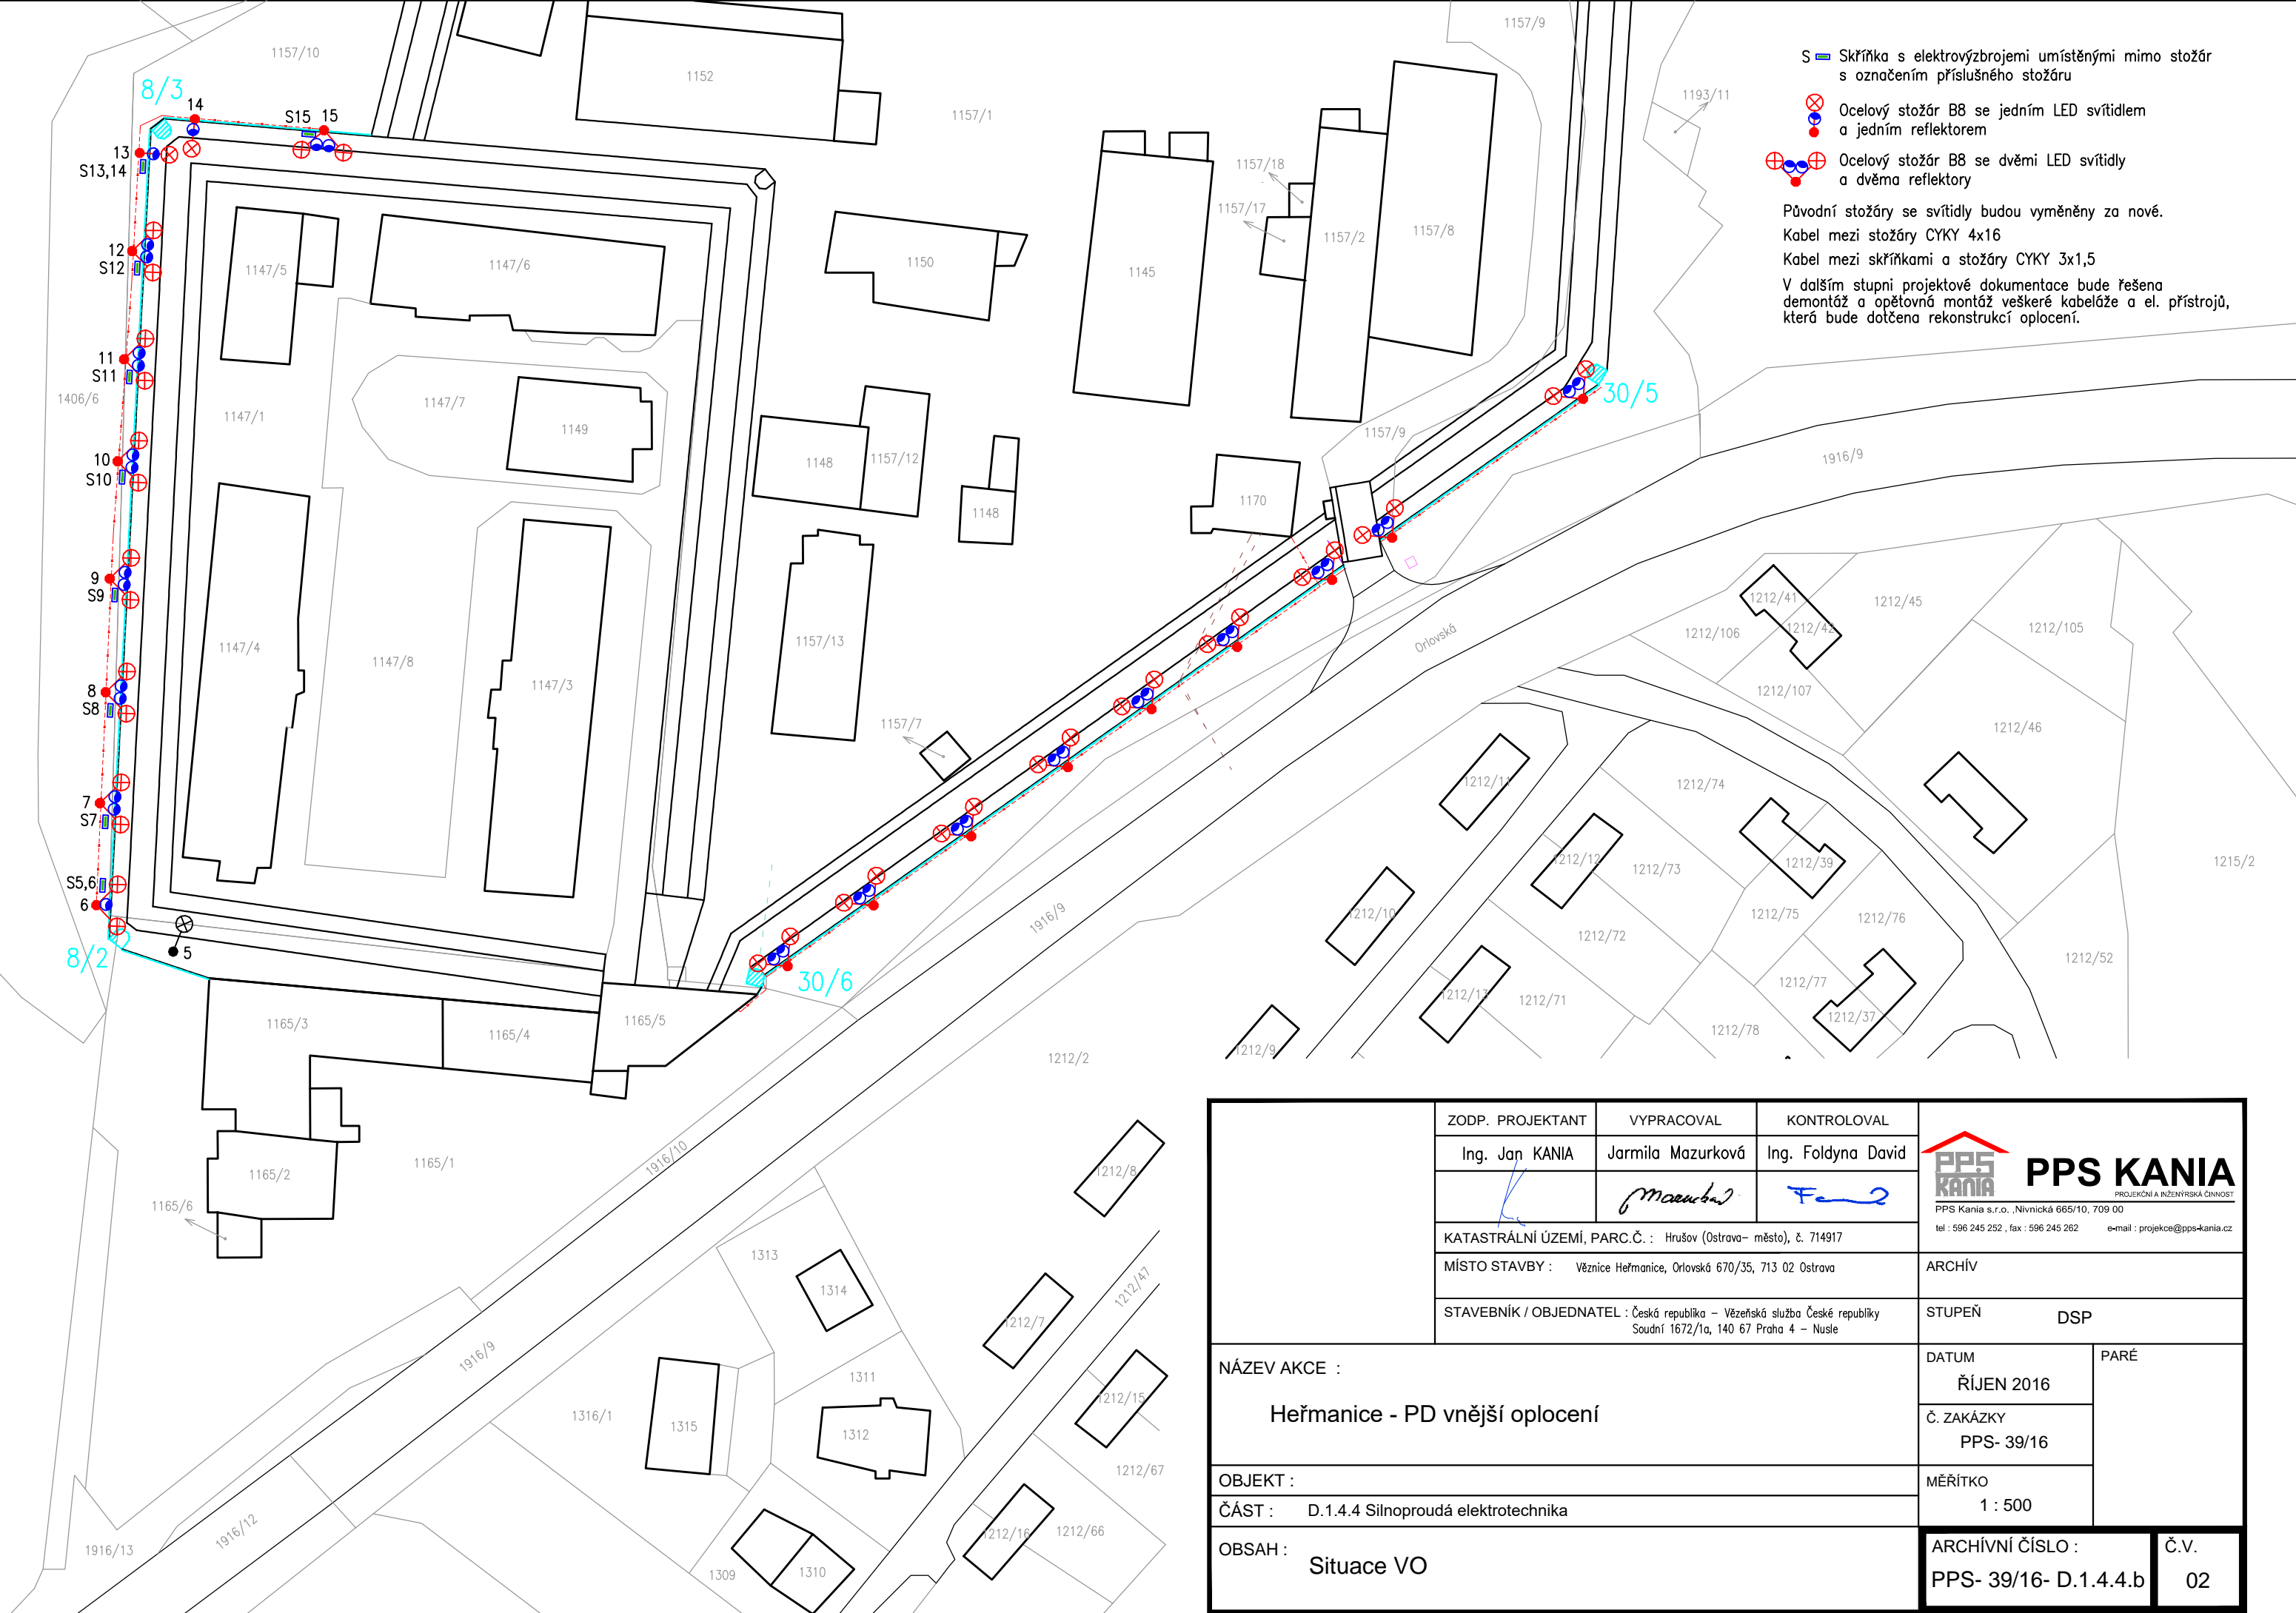 S Skříňka s elektrovýzbrojemi umístěnými mimo stožár
s označením příslušného stožáru
Ocelový stožár B8 se jedním LED svítidlem
a jedním reflektorem
Ocelový stožár B8 se dvěmi LED svítidly
a dvěma reflektory
Původní stožáry se svítidly budou vyměněny za nové.
Kabel mezi stožáry CYKY 4x16
Kabel mezi skříňkami a stožáry CYKY 3x1,5
V dalším stupni projektové dokumentace bude řešena
demontáž a opětovná montáž veškeré kabeláže a el. přístrojů,
která bude dotčena rekonstrukcí oplocení.
1157/10
8/3
14
S15 15
13
S13,14
12
S12
11
S11
10
S10
9
S9
8
S8
7
S7
S5,6
6
5
8/2
30/6
30/5
1406/6
1152
1157/1
1157/9
1193/11
1157/18
1157/17
1157/2
1157/8
1145
1150
1147/5
1147/6
1147/1
1147/7
1149
1148
1157/12
1148
1170
1157/9
1916/9
1147/4
1147/8
1147/3
1157/13
1157/7
Orlovská
1916/9
1212/41
1212/42
1212/45
1212/106
1212/105
1212/107
1212/46
1212/11
1212/74
1212/12
1212/73
1212/39
1215/2
1212/10
1212/75
1212/76
1212/72
1212/52
1212/13
1212/71
1212/77
1212/37
1212/78
1212/9
1212/2
1165/3
1165/4
1165/5
1165/2
1165/1
1165/6
1916/10
1212/8
1313
1314
1212/47
1212/7
1916/9
1311
1212/15
1316/1
1315
1312
1212/67
1916/13
1916/12
1212/16
1212/66
1309
1310
ZODP. PROJEKTANT
VYPRACOVAL
KONTROLOVAL
Ing. Jan KANIA
Jarmila Mazurková
Ing. Foldyna David
PPS
KANIA
PPS KANIA
PROJEKČNÍ A INŽENÝRSKÁ ČINNOST
PPS Kania s.r.o. ,Nivnická 665/10, 709 00
tel : 596 245 252 , fax : 596 245 262 e-mail : projekce@pps-kania.cz
KATASTRÁLNÍ ÚZEMÍ, PARC.Č. : Hrušov (Ostrava- město), č. 714917
MÍSTO STAVBY : Věznice Heřmanice, Orlovská 670/35, 713 02 Ostrava
ARCHÍV
STAVEBNÍK / OBJEDNATEL : Česká republika – Vězeňská služba České republiky
Soudní 1672/1a, 140 67 Praha 4 – Nusle
STUPEŇ DSP
NÁZEV AKCE :
Heřmanice - PD vnější oplocení
DATUM
ŘÍJEN 2016
PARÉ
Č. ZAKÁZKY
PPS- 39/16
OBJEKT :
MĚŘÍTKO
1 : 500
ČÁST : D.1.4.4 Silnoproudá elektrotechnika
OBSAH : Situace VO
ARCHÍVNÍ ČÍSLO :
PPS- 39/16- D.1.4.4.b
Č.V.
02